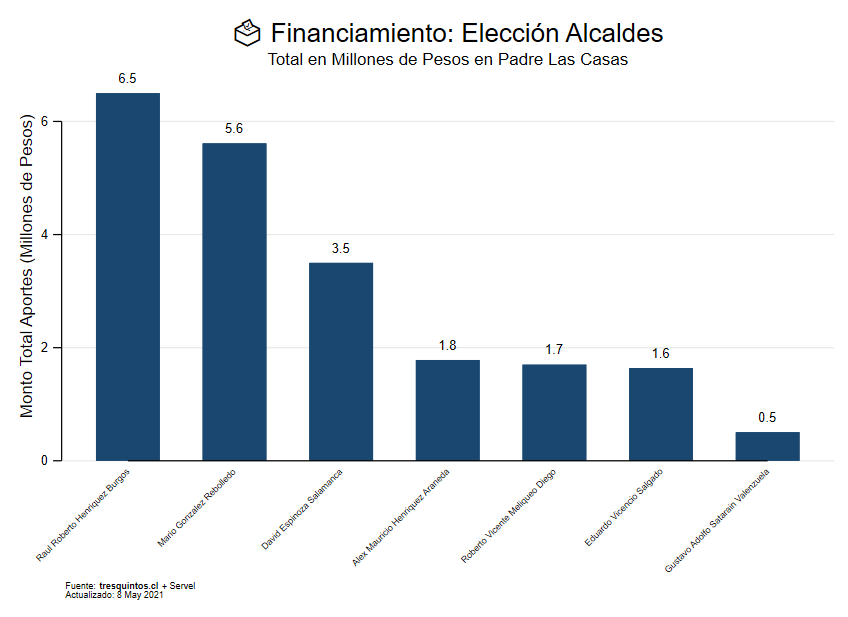 Financiamiento: Elección Alcaldes
Total en Millones de Pesos en Padre Las Casas
Monto Total Aportes (Millones de Pesos)
6
4
2
0
6.5
5.6
3.5
1.8
1.7
1.6
0.5
Raul Roberto Henriquez Burgos
Mario Gonzalez Rebolledo
David Espinoza Salamanca
Alex Mauricio Henriquez Araneda
Roberto Vicente Meliqueo Diego
Eduardo Vicencio Salgado
Gustavo Adolfo Satarain Valenzuela
Fuente: tresquintos.cl + Servel
Actualizado: 8 May 2021